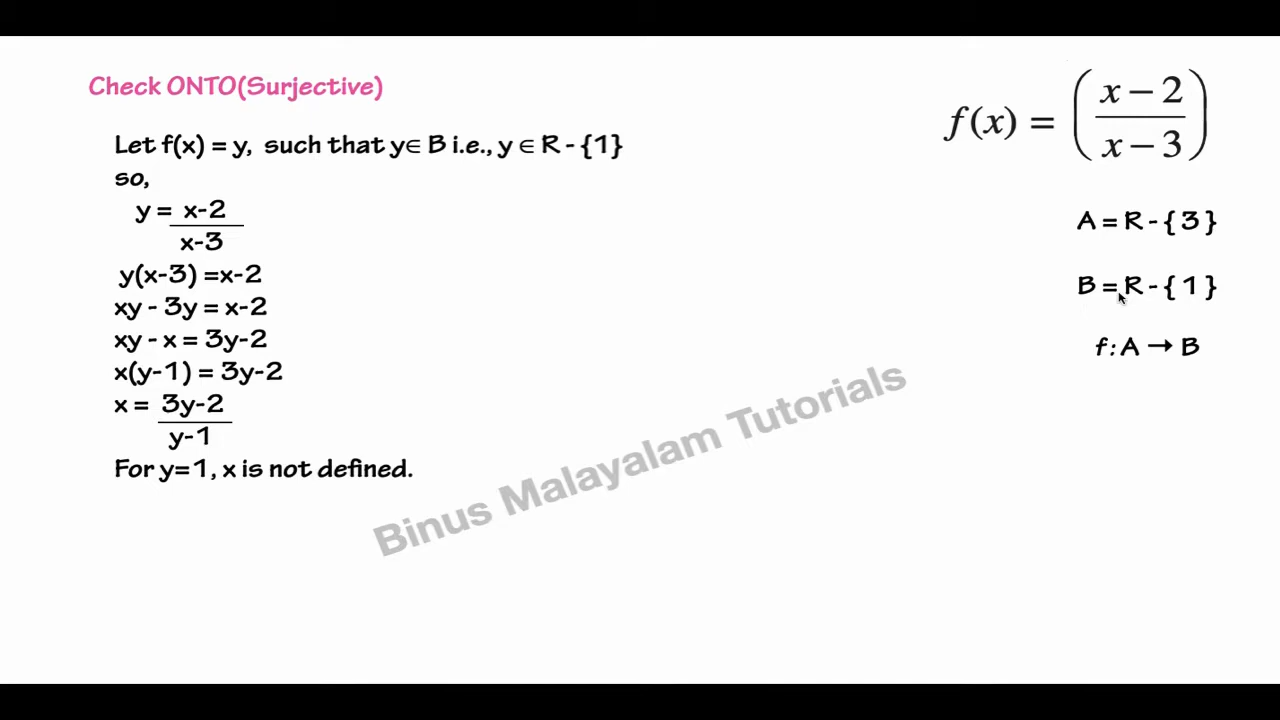 Check ONTO(Surjective)
Let f(x) = y, such that y∈ B i.e., y ∈ R - {1}
so,
y = x-2
x-3
y(x-3) =x-2
xy - 3y = x-2
xy - x = 3y-2
x(y-1) = 3y-2
x = 3y-2
y-1
For y=1, x is not defined.
f(x) = (x − 2 / x − 3)
A = R - { 3 }
B = R - { 1 }
f : A → B
Binus Malayalam Tutorials